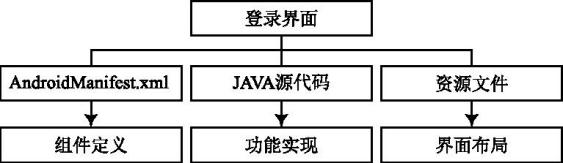 登录界面
AndroidManifest.xml
JAVA源代码
资源文件
组件定义
功能实现
界面布局